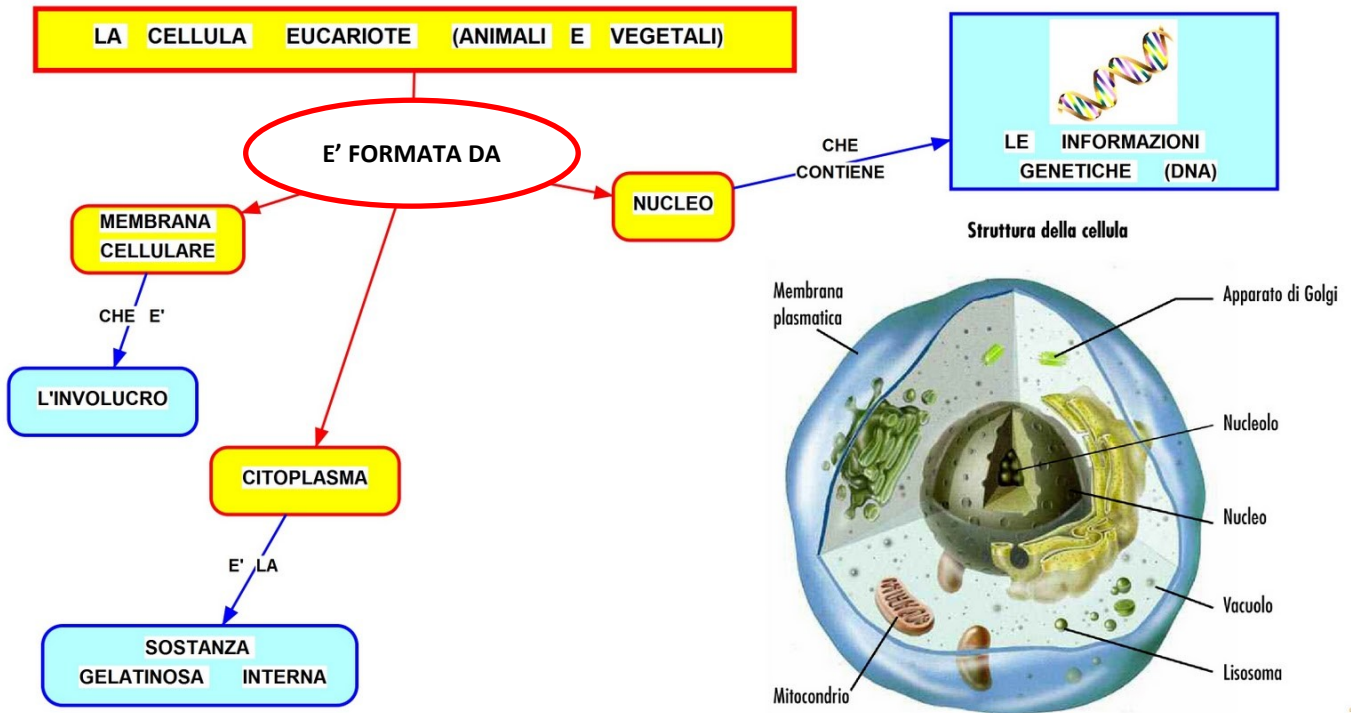 LA CELLULA EUCARIOTE (ANIMALI E VEGETALI)
E’ FORMATA DA
MEMBRANA
CELLULARE
CHE E'
L'INVOLUCRO
CITOPLASMA
E' LA
SOSTANZA
GELATINOSA INTERNA
NUCLEO
CHE
CONTIENE
LE INFORMAZIONI
GENETICHE (DNA)
Struttura della cellula
Membrana
plasmatica
Apparato di Golgi
Nucleolo
Nucleo
Vacuolo
Lisosoma
Mitocondrio